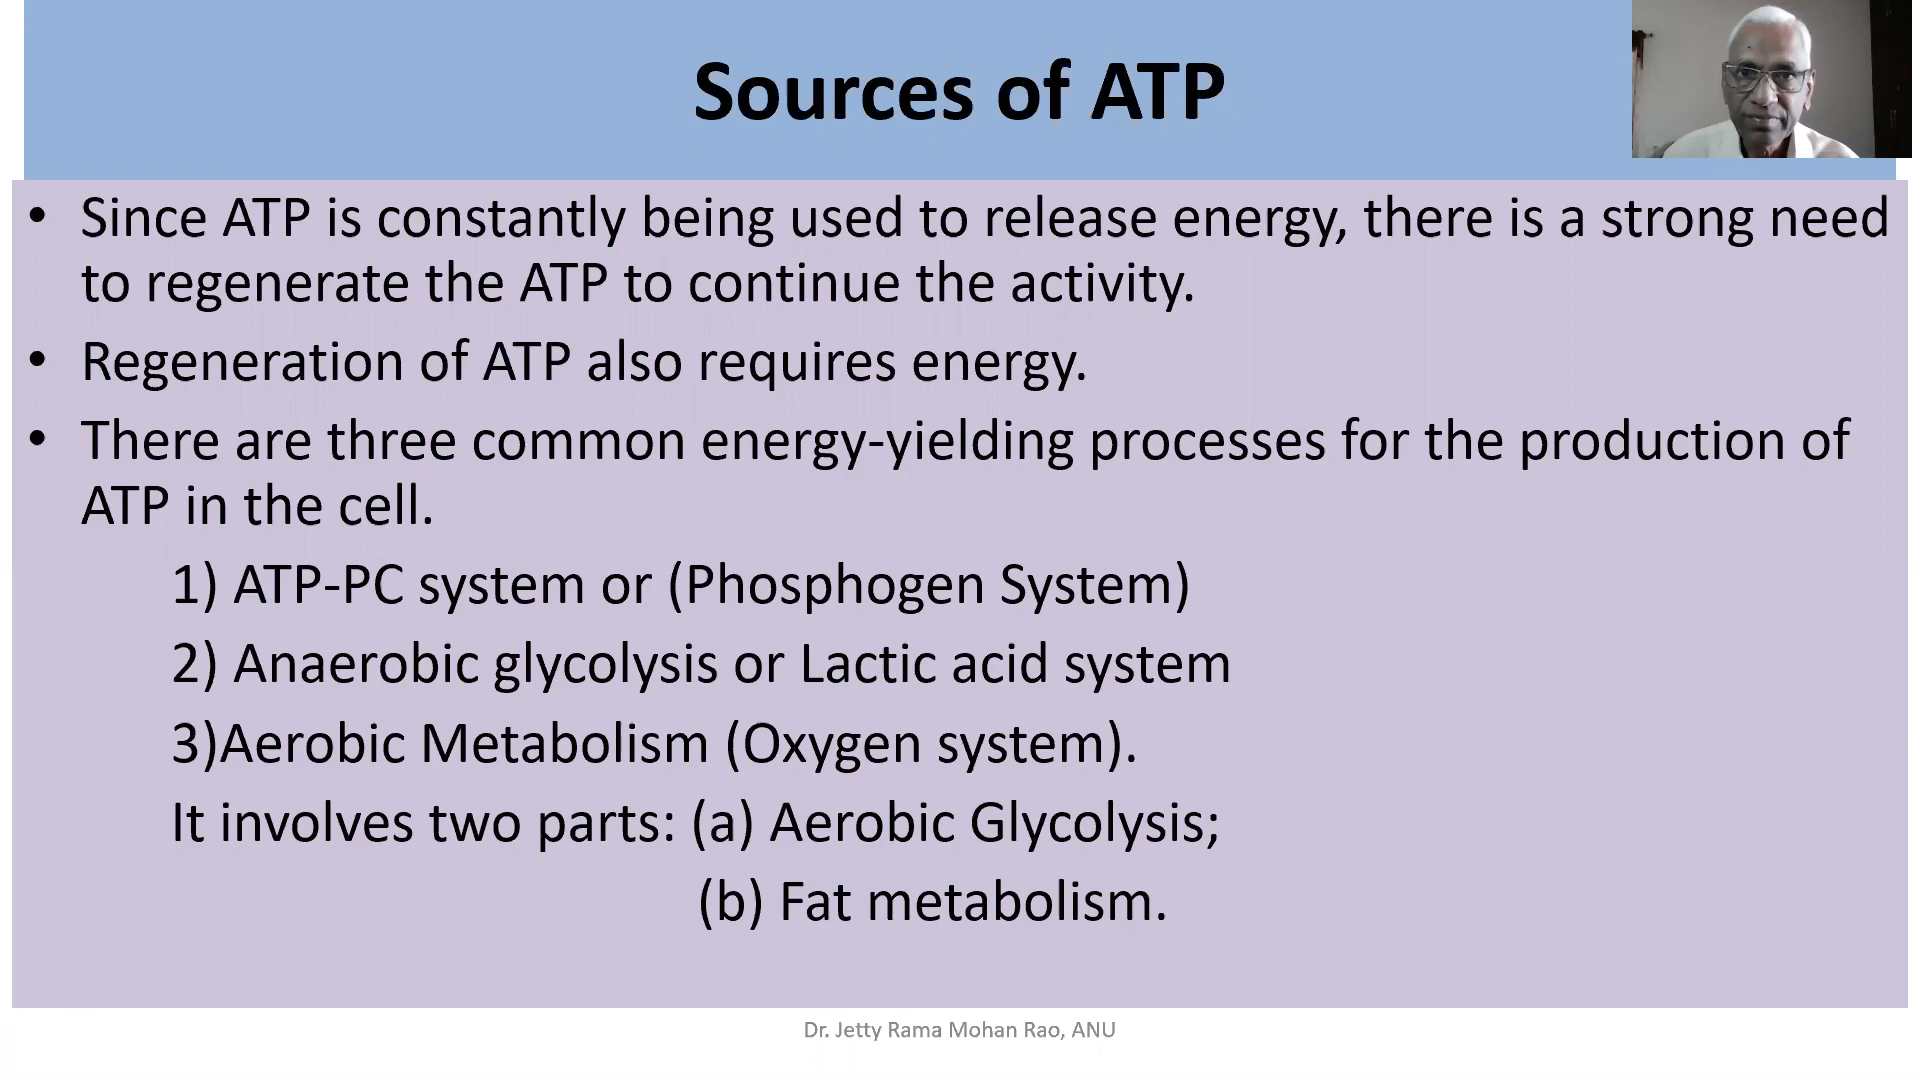 Sources of ATP
• Since ATP is constantly being used to release energy, there is a strong need
to regenerate the ATP to continue the activity.
• Regeneration of ATP also requires energy.
• There are three common energy-yielding processes for the production of
ATP in the cell.
1) ATP-PC system or (Phosphogen System)
2) Anaerobic glycolysis or Lactic acid system
3)Aerobic Metabolism (Oxygen system).
It involves two parts: (a) Aerobic Glycolysis;
(b) Fat metabolism.
Dr. Jetty Rama Mohan Rao, ANU